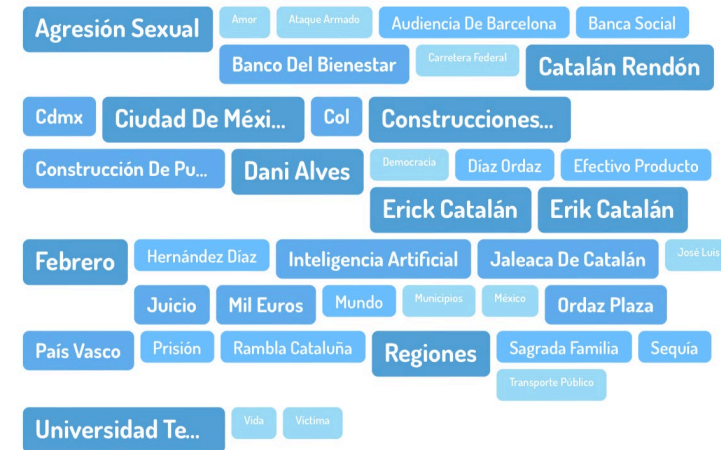 Agresión Sexual Amor Ataque Armado Audiencia De Barcelona Banca Social
Banco Del Bienestar Carretera Federal Catalán Rendón
Cdmx Ciudad De Méxi... Col Construcciones...
Construcción De Pu... Dani Alves Democracia Díaz Ordaz Efectivo Producto
Erick Catalán Erik Catalán
Febrero Hernández Díaz Inteligencia Artificial Jaleaca De Catalán José Luis
Juicio Mil Euros Mundo Municipios México Ordaz Plaza
País Vasco Prisión Rambla Cataluña Regiones Sagrada Familia Sequía
Transporte Público
Universidad Te... Vida Víctima